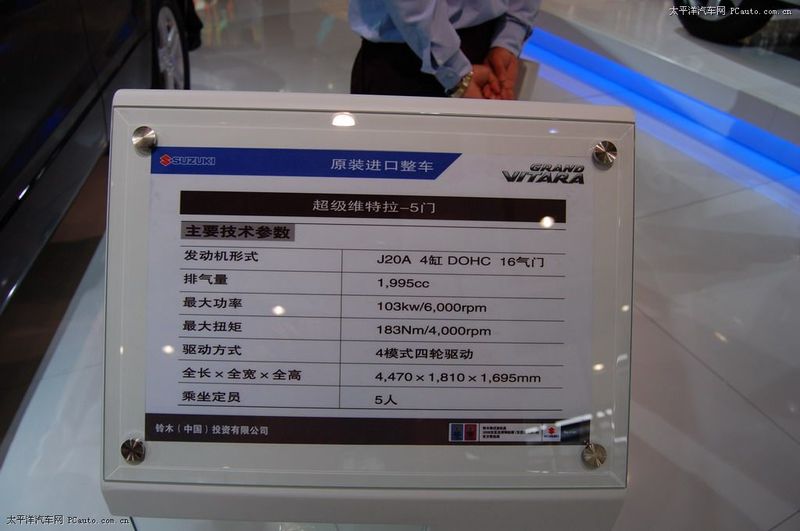 太平洋汽车网 PCauto.com.cn
SUZUKI 原装进口整车 GRAND VITARA
超级维特拉-5门
主要技术参数
发动机形式 J20A 4缸 DOHC 16气门
排气量 1,995cc
最大功率 103kw/6,000rpm
最大扭矩 183Nm/4,000rpm
驱动方式 4模式四轮驱动
全长×全宽×全高 4,470×1,810×1,695mm
乘坐定员 5人
铃木（中国）投资有限公司
SUZUKI
太平洋汽车网 PCauto.com.cn